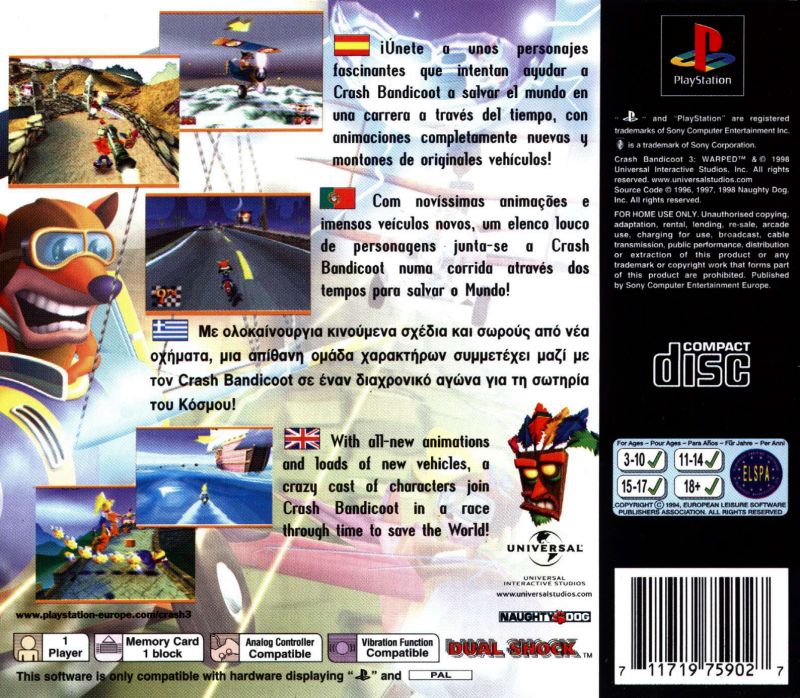 ¡Únete a unos personajes
fascinantes que intentan ayudar a
Crash Bandicoot a salvar el mundo en
una carrera a través del tiempo, con
animaciones completamente nuevas y
montones de originales vehículos!
Com novíssimas animações e
imensos veículos novos, um elenco louco
de personagens junta-se a Crash
Bandicoot numa corrida através dos
tempos para salvar o Mundo!
Με ολοκαίνουργια κινούμενα σχέδια και σωρούς από νέα
οχήματα, μια απίθανη ομάδα χαρακτήρων συμμετέχει μαζί με
τον Crash Bandicoot σε έναν διαχρονικό αγώνα για τη σωτηρία
του Κόσμου!
With all-new animations
and loads of new vehicles, a
crazy cast of characters join
Crash Bandicoot in a race
through time to save the World!
UNIVERSAL
UNIVERSAL
INTERACTIVE STUDIOS
www.universalstudios.com
www.playstation-europe.com/crash3
NAUGHTY DOG
1
Player
Memory Card
1 block
Analog Controller
Compatible
Vibration Function
Compatible
DUAL SHOCK.™
This software is only compatible with hardware displaying " " and PAL
PlayStation
" " and "PlayStation" are registered
trademarks of Sony Computer Entertainment Inc.
is a trademark of Sony Corporation.
Crash Bandicoot 3: WARPED™ & © 1998
Universal Interactive Studios, Inc. All rights
reserved. www.universalstudios.com
Source Code © 1996, 1997, 1998 Naughty Dog,
Inc. All rights reserved.
FOR HOME USE ONLY. Unauthorised copying,
adaptation, rental, lending, re-sale, arcade
use, charging for use, broadcast, cable
transmission, public performance, distribution
or extraction of this product or any
trademark or copyright work that forms part
of this product are prohibited. Published
by Sony Computer Entertainment Europe.
COMPACT
disc
For Ages – Pour Ages – Para Años – Für Jahre – Per Anni
3-10 11-14
15-17 18+
ELSPA
COPYRIGHT © 1994, EUROPEAN LEISURE SOFTWARE
PUBLISHERS ASSOCIATION. ALL RIGHTS RESERVED
7 11719 75902 7